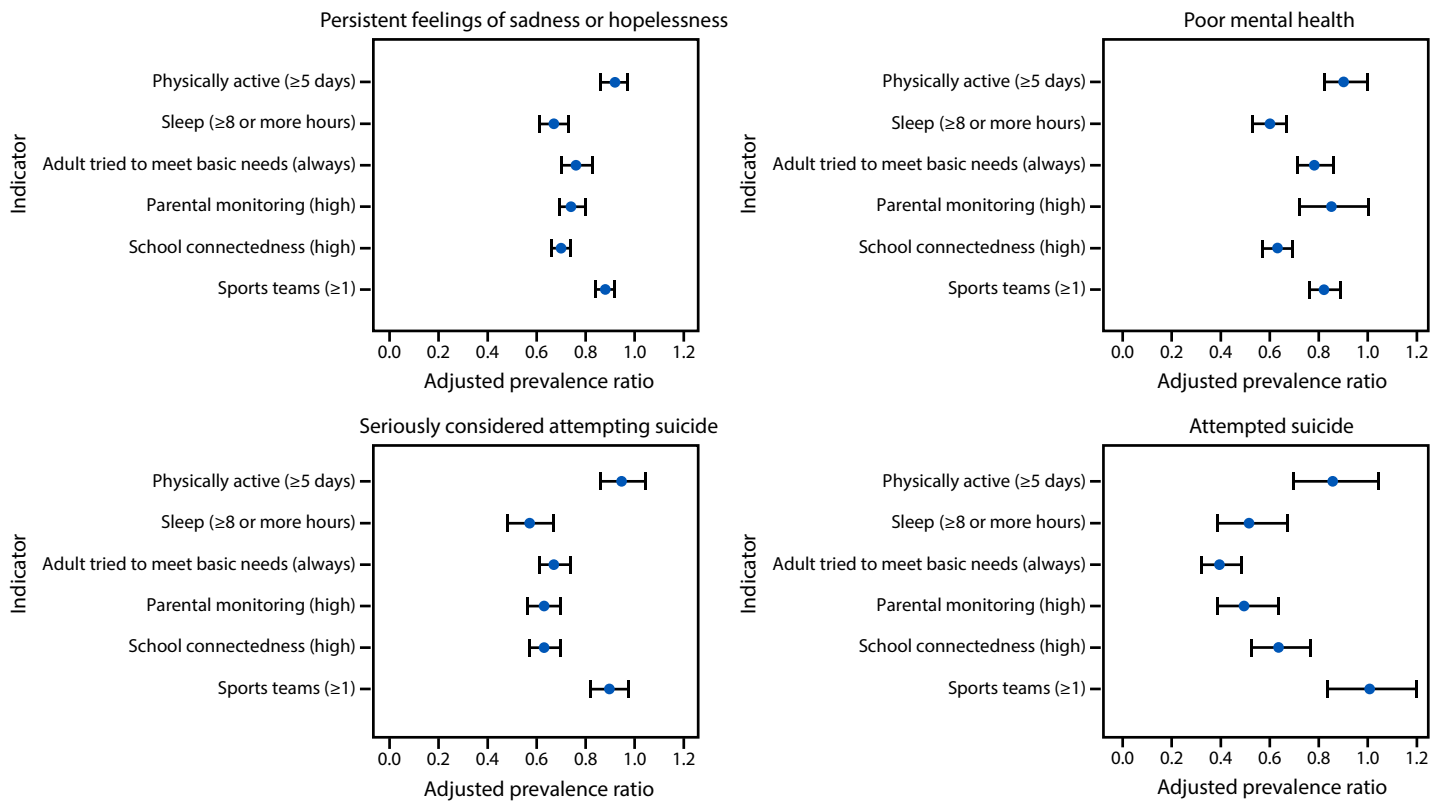 Persistent feelings of sadness or hopelessness
Indicator
Physically active (≥5 days)
Sleep (≥8 or more hours)
Adult tried to meet basic needs (always)
Parental monitoring (high)
School connectedness (high)
Sports teams (≥1)
0.0 0.2 0.4 0.6 0.8 1.0 1.2
Adjusted prevalence ratio
Poor mental health
Indicator
Physically active (≥5 days)
Sleep (≥8 or more hours)
Adult tried to meet basic needs (always)
Parental monitoring (high)
School connectedness (high)
Sports teams (≥1)
0.0 0.2 0.4 0.6 0.8 1.0 1.2
Adjusted prevalence ratio
Seriously considered attempting suicide
Indicator
Physically active (≥5 days)
Sleep (≥8 or more hours)
Adult tried to meet basic needs (always)
Parental monitoring (high)
School connectedness (high)
Sports teams (≥1)
0.0 0.2 0.4 0.6 0.8 1.0 1.2
Adjusted prevalence ratio
Attempted suicide
Indicator
Physically active (≥5 days)
Sleep (≥8 or more hours)
Adult tried to meet basic needs (always)
Parental monitoring (high)
School connectedness (high)
Sports teams (≥1)
0.0 0.2 0.4 0.6 0.8 1.0 1.2
Adjusted prevalence ratio